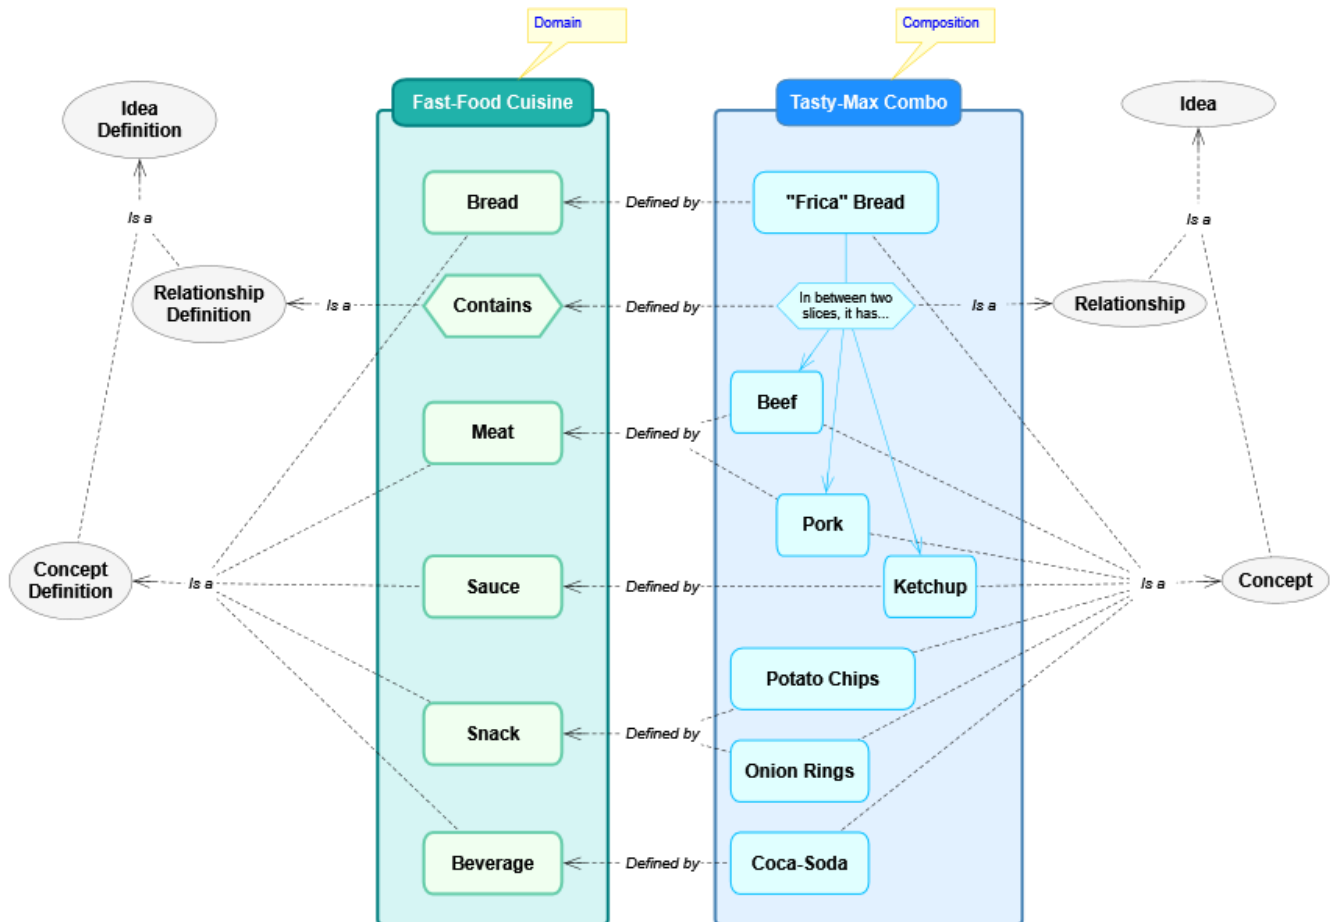 Domain
Composition
Fast-Food Cuisine
Tasty-Max Combo
Idea
Definition
Idea
Bread
Defined by
"Frica" Bread
Is a
Is a
Relationship
Definition
Is a
Contains
Defined by
In between two
slices, it has...
Is a
Relationship
Beef
Meat
Defined by
Pork
Concept
Definition
Is a
Sauce
Defined by
Ketchup
Is a
Concept
Potato Chips
Snack
Defined by
Onion Rings
Beverage
Defined by
Coca-Soda